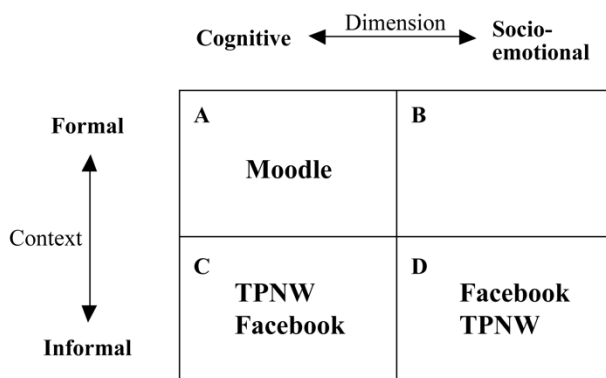 Cognitive
Dimension
Socio-
emotional
Formal
Context
Informal
A
Moodle
B
C
TPNW
Facebook
D
Facebook
TPNW